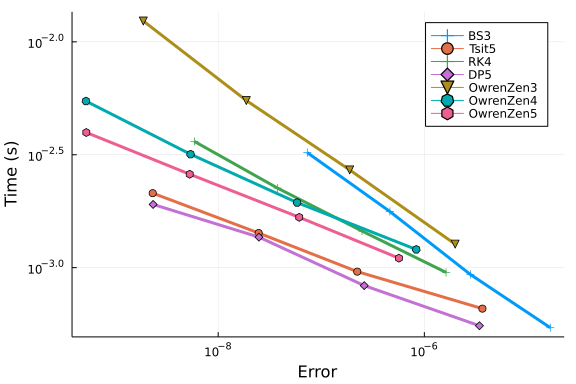 BS3
Tsit5
RK4
DP5
OwrenZen3
OwrenZen4
OwrenZen5
Time (s)
10^-2.0
10^-2.5
10^-3.0
10^-8
10^-6
Error